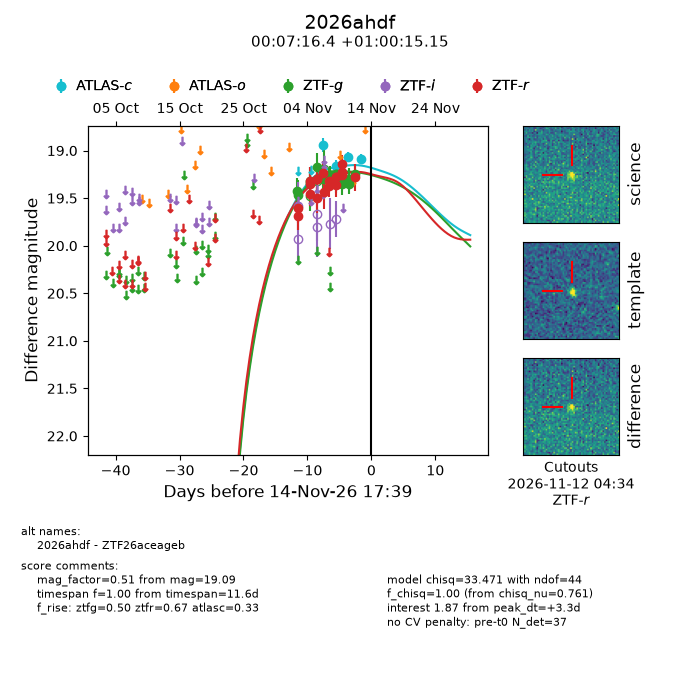 2026ahdf
00:07:16.4 +01:00:15.15
ATLAS-c
ATLAS-o
ZTF-g
ZTF-i
ZTF-r
05 Oct
15 Oct
25 Oct
04 Nov
14 Nov
24 Nov
19.0
19.5
20.0
20.5
21.0
21.5
22.0
Difference magnitude
−40
−30
−20
−10
0
10
Days before 14-Nov-26 17:39
science
template
difference
Cutouts
2026-11-12 04:34
ZTF-r
alt names:
2026ahdf - ZTF26aceageb
score comments:
mag_factor=0.51 from mag=19.09
timespan f=1.00 from timespan=11.6d
f_rise: ztfg=0.50 ztfr=0.67 atlasc=0.33
model chisq=33.471 with ndof=44
f_chisq=1.00 (from chisq_nu=0.761)
interest 1.87 from peak_dt=+3.3d
no CV penalty: pre-t0 N_det=37